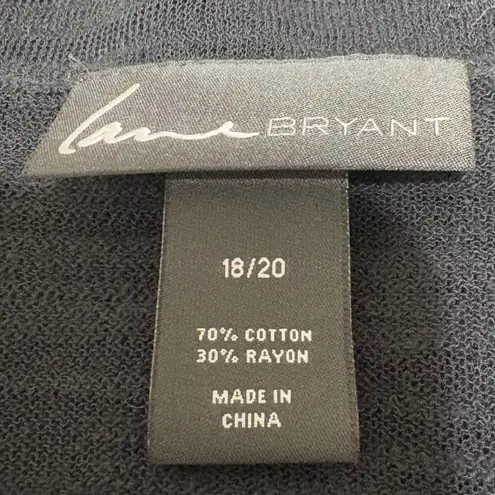 Lane BRYANT
18/20
70% COTTON
30% RAYON
MADE IN
CHINA